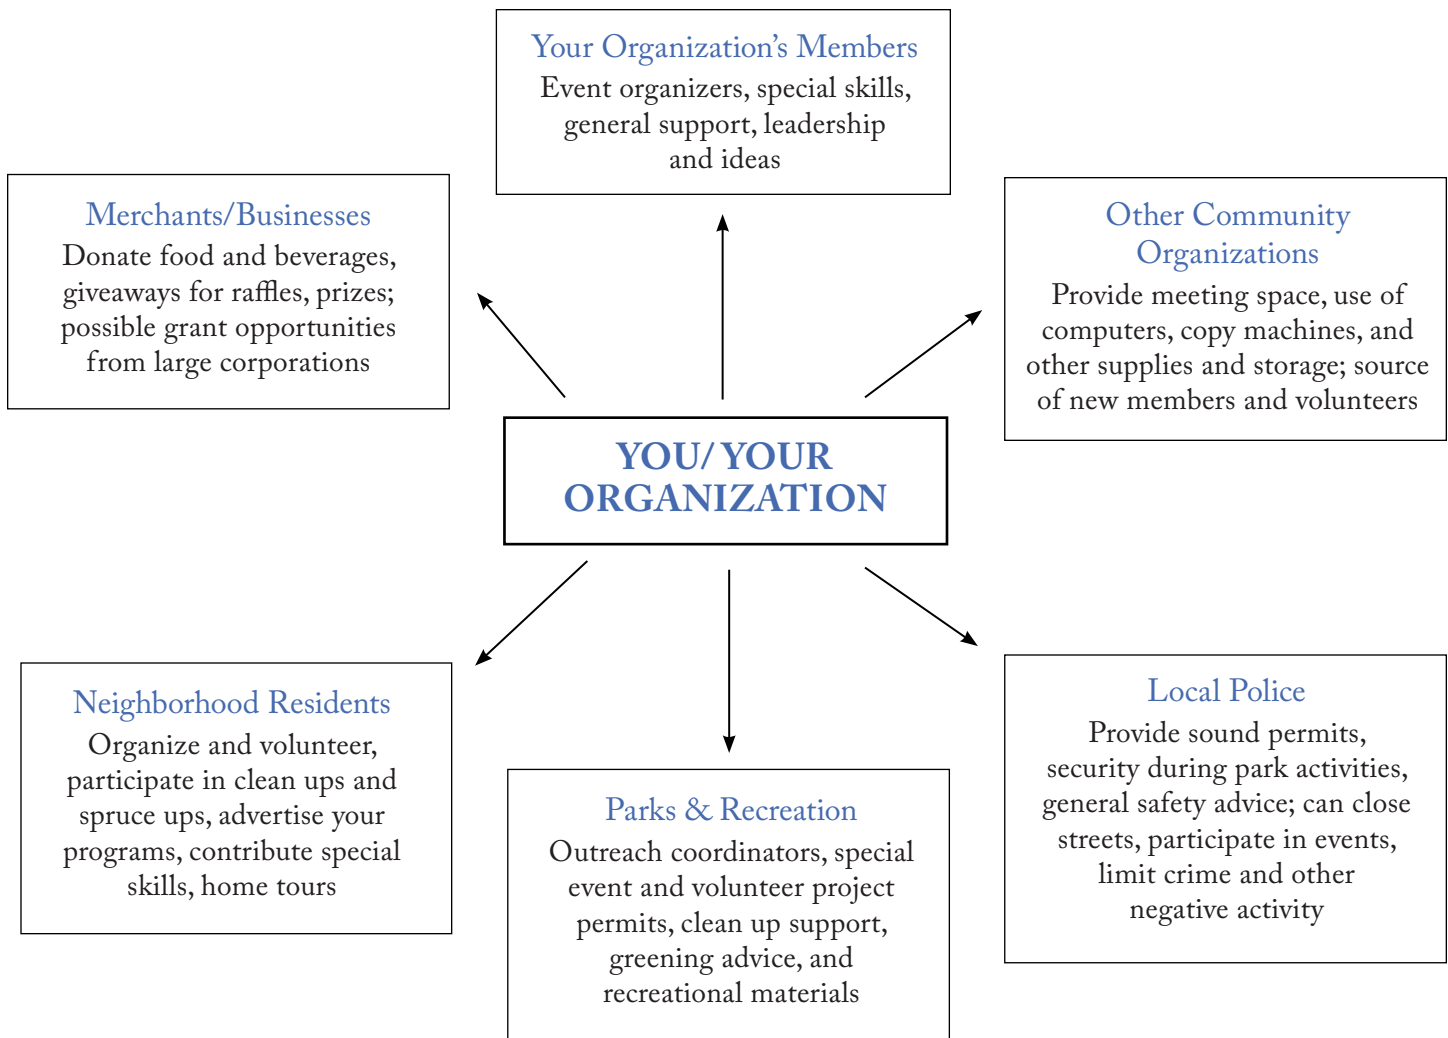 Your Organization’s Members
Event organizers, special skills,
general support, leadership
and ideas
Merchants/Businesses
Donate food and beverages,
giveaways for raffles, prizes;
possible grant opportunities
from large corporations
Other Community
Organizations
Provide meeting space, use of
computers, copy machines, and
other supplies and storage; source
of new members and volunteers
YOU/ YOUR
ORGANIZATION
Neighborhood Residents
Organize and volunteer,
participate in clean ups and
spruce ups, advertise your
programs, contribute special
skills, home tours
Parks & Recreation
Outreach coordinators, special
event and volunteer project
permits, clean up support,
greening advice, and
recreational materials
Local Police
Provide sound permits,
security during park activities,
general safety advice; can close
streets, participate in events,
limit crime and other
negative activity